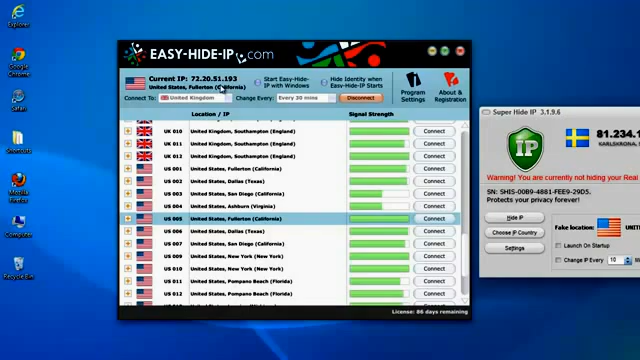 Explorer
Google
Chrome
Safari
Shortcuts
Mozilla
Firefox
Computer
Recycle Bin
EASY-HIDE-IP.com
Current IP: 72.20.51.193
United States, Fullerton (California)
Start Easy-Hide-IP with Windows
Hide Identity when Easy-Hide-IP Starts
Program Settings
About & Registration
Connect To: United Kingdom Change Every: Every 30 mins Disconnect
Location / IP Signal Strength
UK 010 United Kingdom, Southampton (England) Connect
UK 011 United Kingdom, Southampton (England) Connect
UK 012 United Kingdom, Southampton (England) Connect
US 001 United States, Fullerton (California) Connect
US 002 United States, Dallas (Texas) Connect
US 003 United States, San Diego (California) Connect
US 004 United States, Ashburn (Virginia) Connect
US 005 United States, Fullerton (California) Connect
US 006 United States, Dallas (Texas) Connect
US 007 United States, San Diego (California) Connect
US 009 United States, New York (New York) Connect
US 010 United States, New York (New York) Connect
US 011 United States, Pompano Beach (Florida) Connect
US 012 United States, Pompano Beach (Florida) Connect
License: 86 days remaining
Super Hide IP 3.1.9.6
IP
81.234.1
KARLSKRONA, S
Warning! You are currently not hiding your Real
SN: SHIS-00B9-4881-FEE9-29D5.
Protects your privacy forever!
Hide IP
Choose IP Country
Settings
Fake location: UNIT
Launch On Startup
Change IP Every 10 Mi